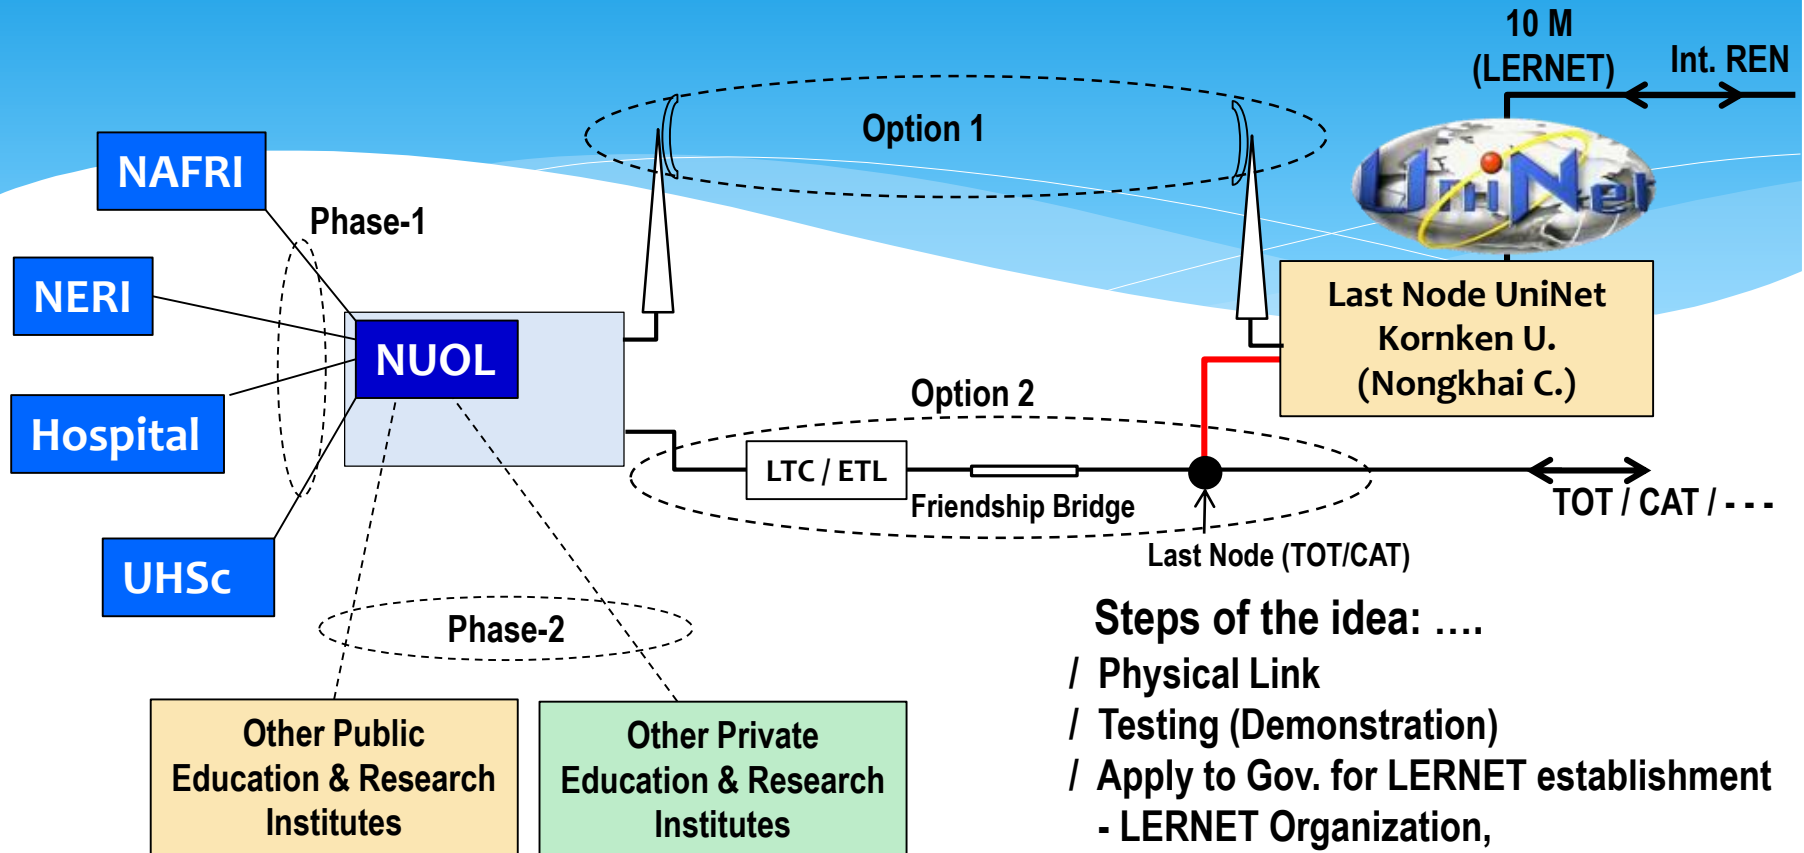 10 M
(LERNET)
Int. REN
Option 1
UniNet
NAFRI
Phase-1
NERI
NUOL
Hospital
UHSc
Last Node UniNet
Kornken U.
(Nongkhai C.)
Option 2
LTC / ETL
Friendship Bridge
TOT / CAT / - - -
Last Node (TOT/CAT)
Phase-2
Other Public
Education & Research
Institutes
Other Private
Education & Research
Institutes
Steps of the idea: ....
/ Physical Link
/ Testing (Demonstration)
/ Apply to Gov. for LERNET establishment
- LERNET Organization,